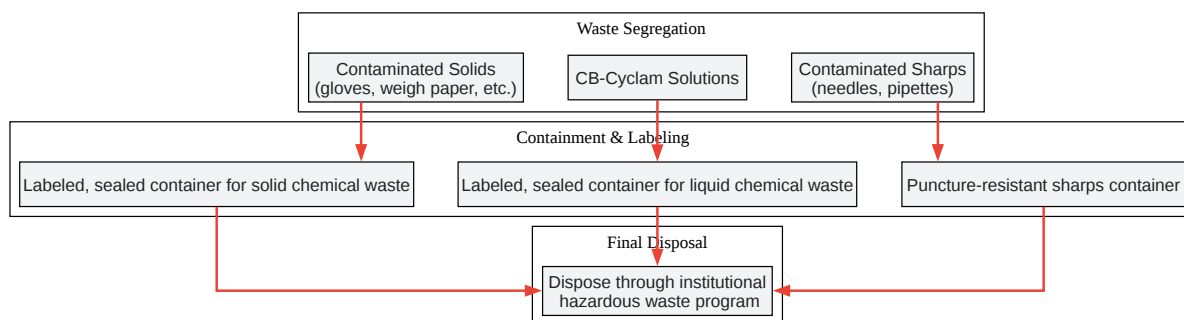 Waste Segregation
Contaminated Solids
(gloves, weigh paper, etc.)
CB-Cyclam Solutions
Contaminated Sharps
(needles, pipettes)
Containment & Labeling
Labeled, sealed container for solid chemical waste
Labeled, sealed container for liquid chemical waste
Puncture-resistant sharps container
Final Disposal
Dispose through institutional
hazardous waste program